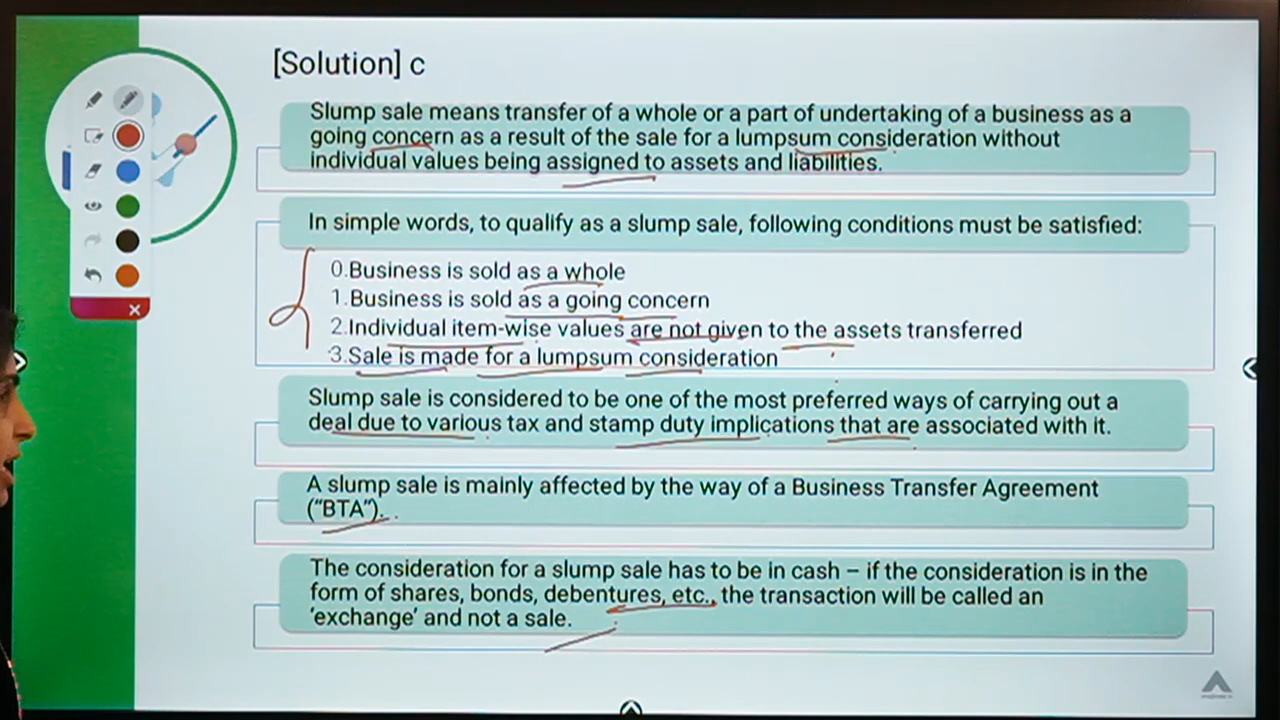 [Solution] c
Slump sale means transfer of a whole or a part of undertaking of a business as a
going concern as a result of the sale for a lumpsum consideration without
individual values being assigned to assets and liabilities.
In simple words, to qualify as a slump sale, following conditions must be satisfied:
0.Business is sold as a whole
1.Business is sold as a going concern
2.Individual item-wise values are not given to the assets transferred
3.Sale is made for a lumpsum consideration
Slump sale is considered to be one of the most preferred ways of carrying out a
deal due to various tax and stamp duty implications that are associated with it.
A slump sale is mainly affected by the way of a Business Transfer Agreement
("BTA").
The consideration for a slump sale has to be in cash – if the consideration is in the
form of shares, bonds, debentures, etc., the transaction will be called an
'exchange' and not a sale.